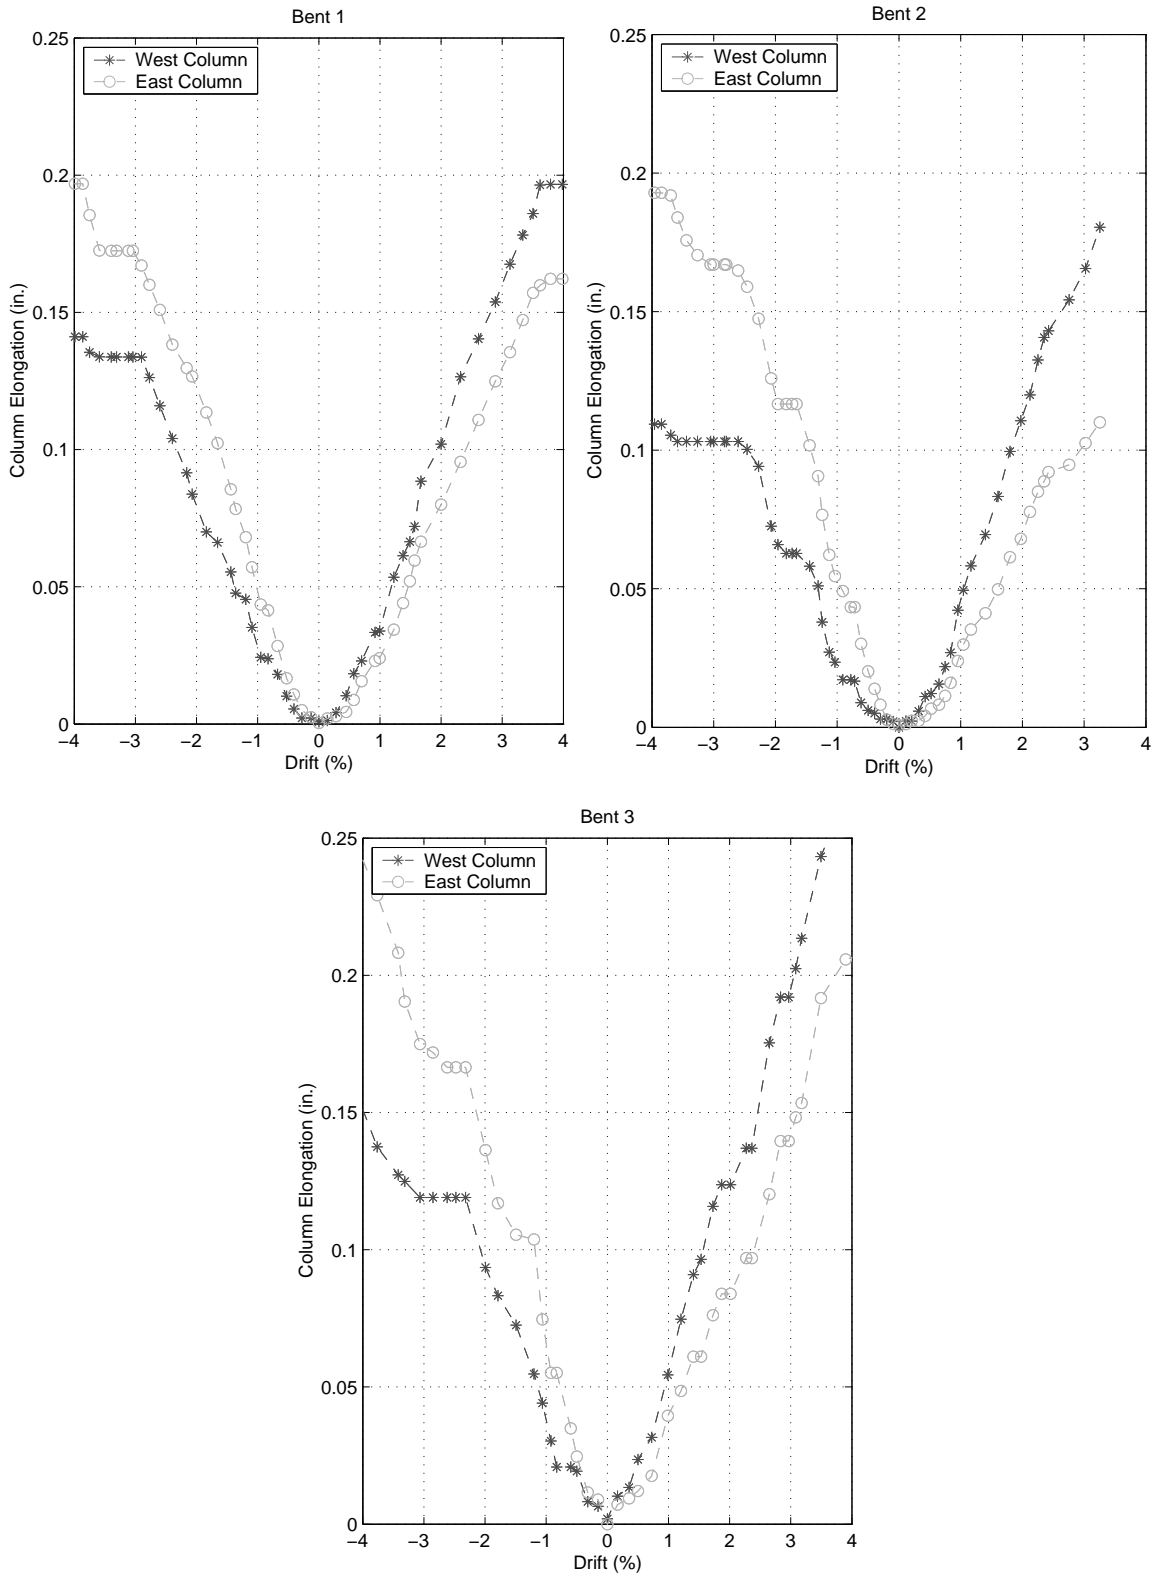 Bent 1
West Column
East Column
0.25
0.2
0.15
0.1
0.05
0
Column Elongation (in.)
−4 −3 −2 −1 0 1 2 3 4
Drift (%)
Bent 2
West Column
East Column
0.25
0.2
0.15
0.1
0.05
0
Column Elongation (in.)
−4 −3 −2 −1 0 1 2 3 4
Drift (%)
Bent 3
West Column
East Column
0.25
0.2
0.15
0.1
0.05
0
Column Elongation (in.)
−4 −3 −2 −1 0 1 2 3 4
Drift (%)